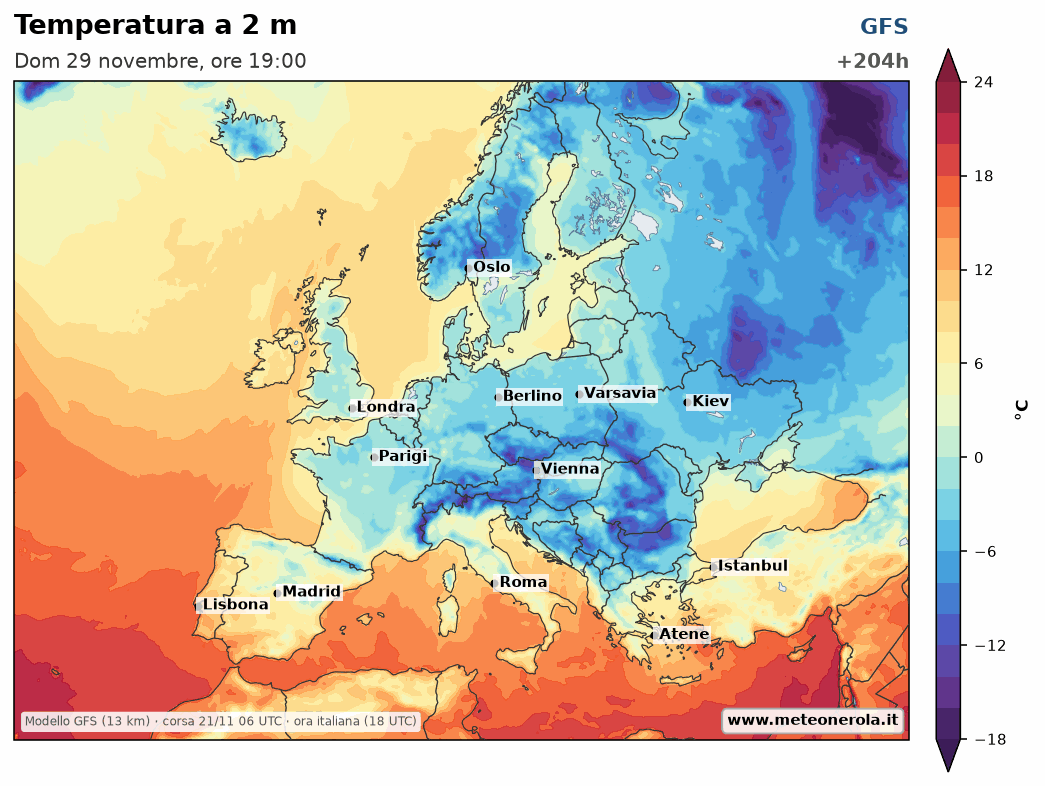 Temperatura a 2 m
GFS
Dom 29 novembre, ore 19:00
+204h
24
18
12
6
0
−6
−12
−18
°C
Oslo
Londra
Berlino
Varsavia
Kiev
Parigi
Vienna
Istanbul
Roma
Madrid
Lisbona
Atene
Modello GFS (13 km) · corsa 21/11 06 UTC · ora italiana (18 UTC)
www.meteonerola.it